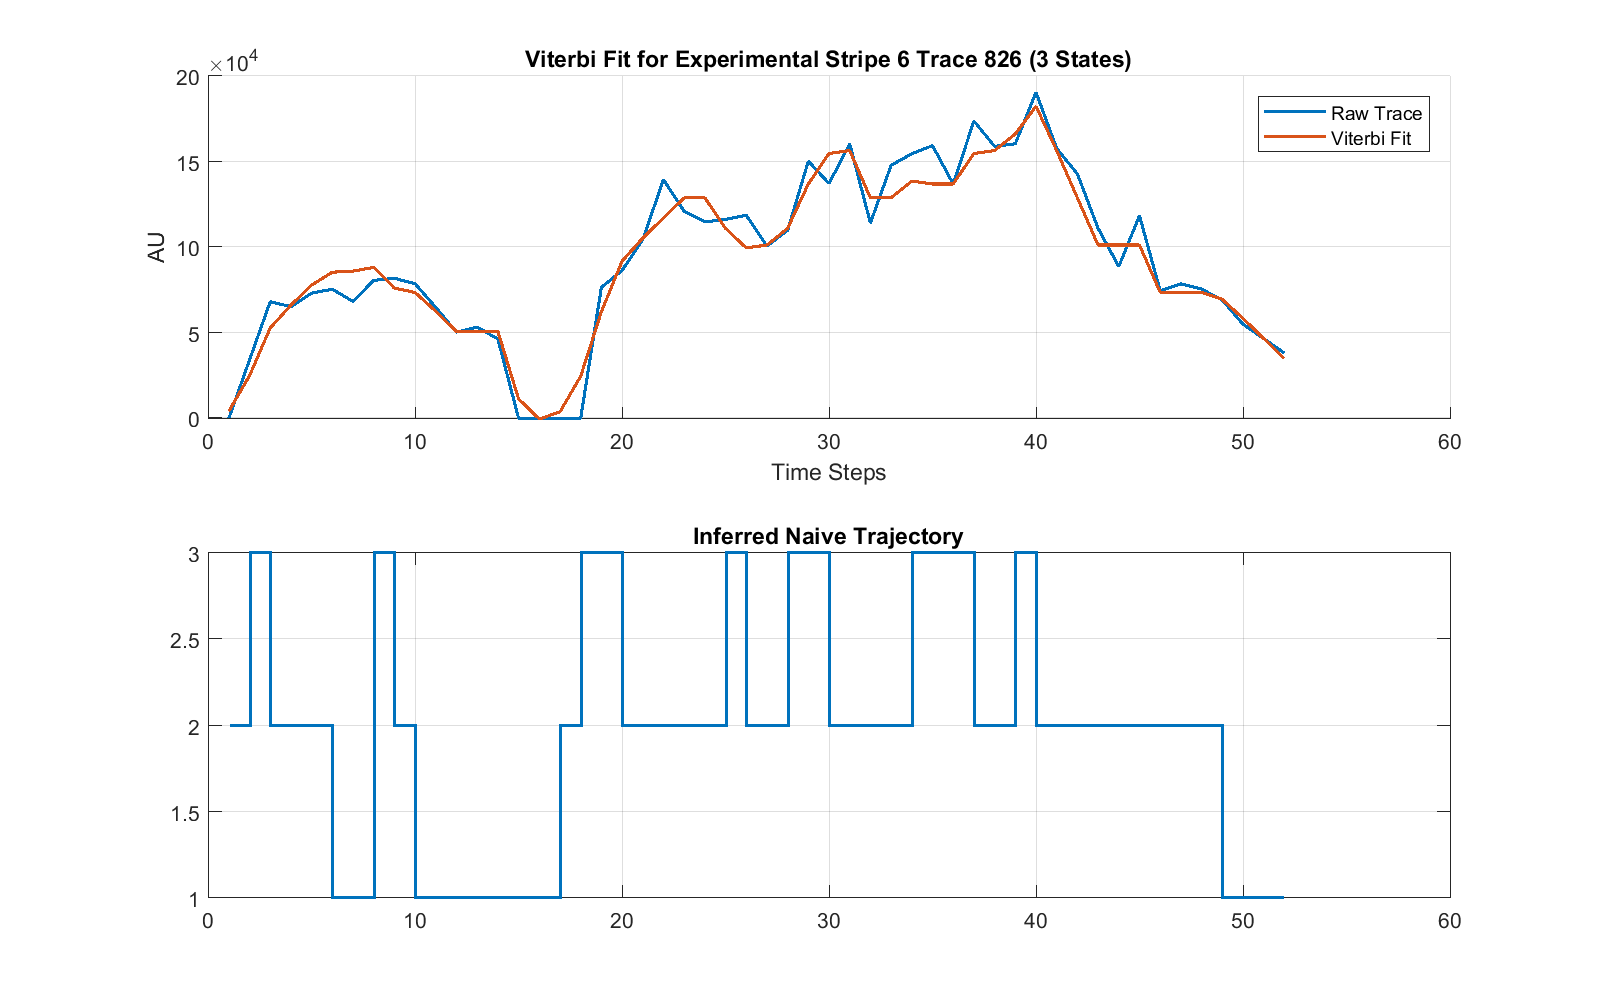 Viterbi Fit for Experimental Stripe 6 Trace 826 (3 States)
×10^4
20
15
10
5
0
AU
0 10 20 30 40 50 60
Time Steps
Raw Trace
Viterbi Fit
Inferred Naive Trajectory
3
2.5
2
1.5
1
0 10 20 30 40 50 60